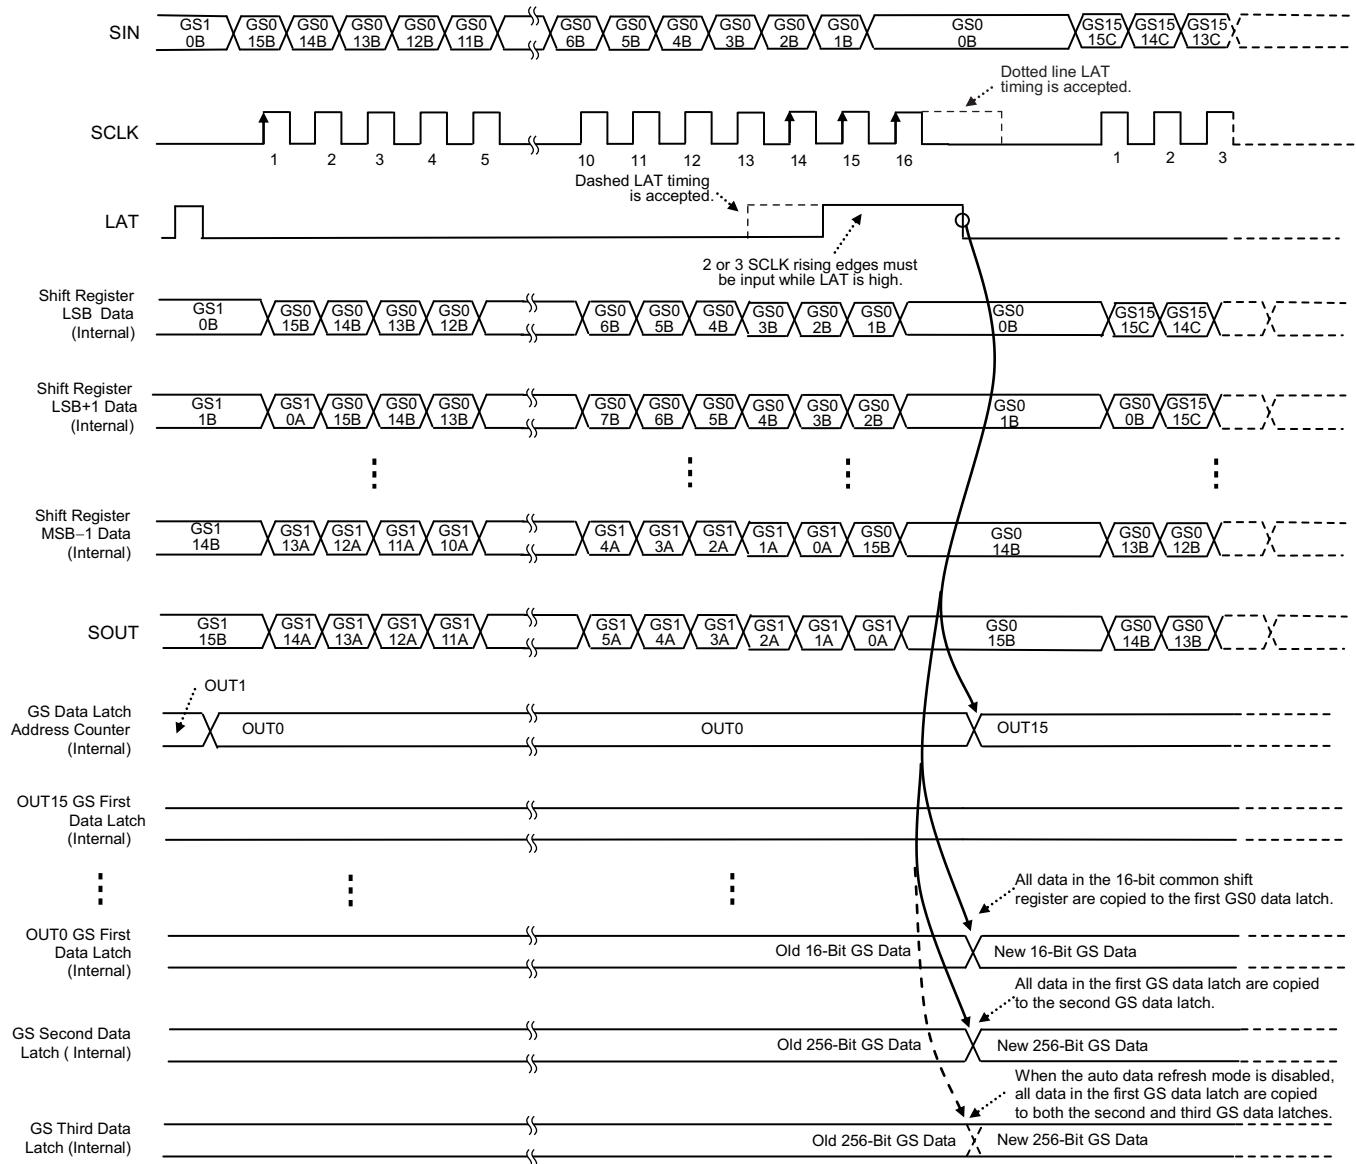 SIN
GS1 0B
GS0 15B
GS0 14B
GS0 13B
GS0 12B
GS0 11B
GS0 6B
GS0 5B
GS0 4B
GS0 3B
GS0 2B
GS0 1B
GS0 0B
GS15 15C
GS15 14C
GS15 13C
Dotted line LAT
timing is accepted.
SCLK
1 2 3 4 5 10 11 12 13 14 15 16 1 2 3
Dashed LAT timing
is accepted.
LAT
2 or 3 SCLK rising edges must
be input while LAT is high.
Shift Register
LSB Data
(Internal)
GS1 0B
GS0 15B
GS0 14B
GS0 13B
GS0 12B
GS0 6B
GS0 5B
GS0 4B
GS0 3B
GS0 2B
GS0 1B
GS0 0B
GS15 15C
GS15 14C
Shift Register
LSB+1 Data
(Internal)
GS1 1B
GS1 0A
GS0 15B
GS0 14B
GS0 13B
GS0 7B
GS0 6B
GS0 5B
GS0 4B
GS0 3B
GS0 2B
GS0 1B
GS0 0B
GS15 15C
Shift Register
MSB−1 Data
(Internal)
GS1 14B
GS1 13A
GS1 12A
GS1 11A
GS1 10A
GS1 4A
GS1 3A
GS1 2A
GS1 1A
GS1 0A
GS0 15B
GS0 14B
GS0 13B
GS0 12B
SOUT
GS1 15B
GS1 14A
GS1 13A
GS1 12A
GS1 11A
GS1 5A
GS1 4A
GS1 3A
GS1 2A
GS1 1A
GS1 0A
GS0 15B
GS0 14B
GS0 13B
OUT1
GS Data Latch
Address Counter
(Internal)
OUT0
OUT0
OUT15
OUT15 GS First
Data Latch
(Internal)
All data in the 16-bit common shift
register are copied to the first GS0 data latch.
OUT0 GS First
Data Latch
(Internal)
Old 16-Bit GS Data
New 16-Bit GS Data
All data in the first GS data latch are copied
to the second GS data latch.
GS Second Data
Latch ( Internal)
Old 256-Bit GS Data
New 256-Bit GS Data
When the auto data refresh mode is disabled,
all data in the first GS data latch are copied
to both the second and third GS data latches.
GS Third Data
Latch (Internal)
Old 256-Bit GS Data
New 256-Bit GS Data